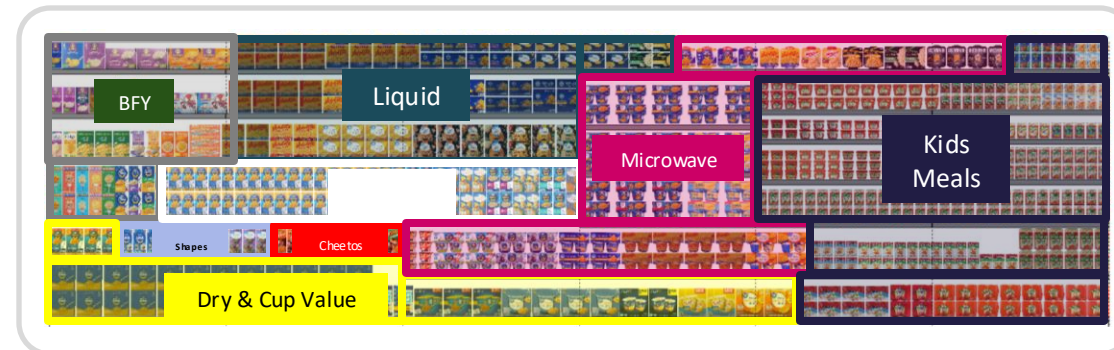 BFY
Liquid
Microwave
Kids
Meals
Shapes
Cheetos
Dry & Cup Value